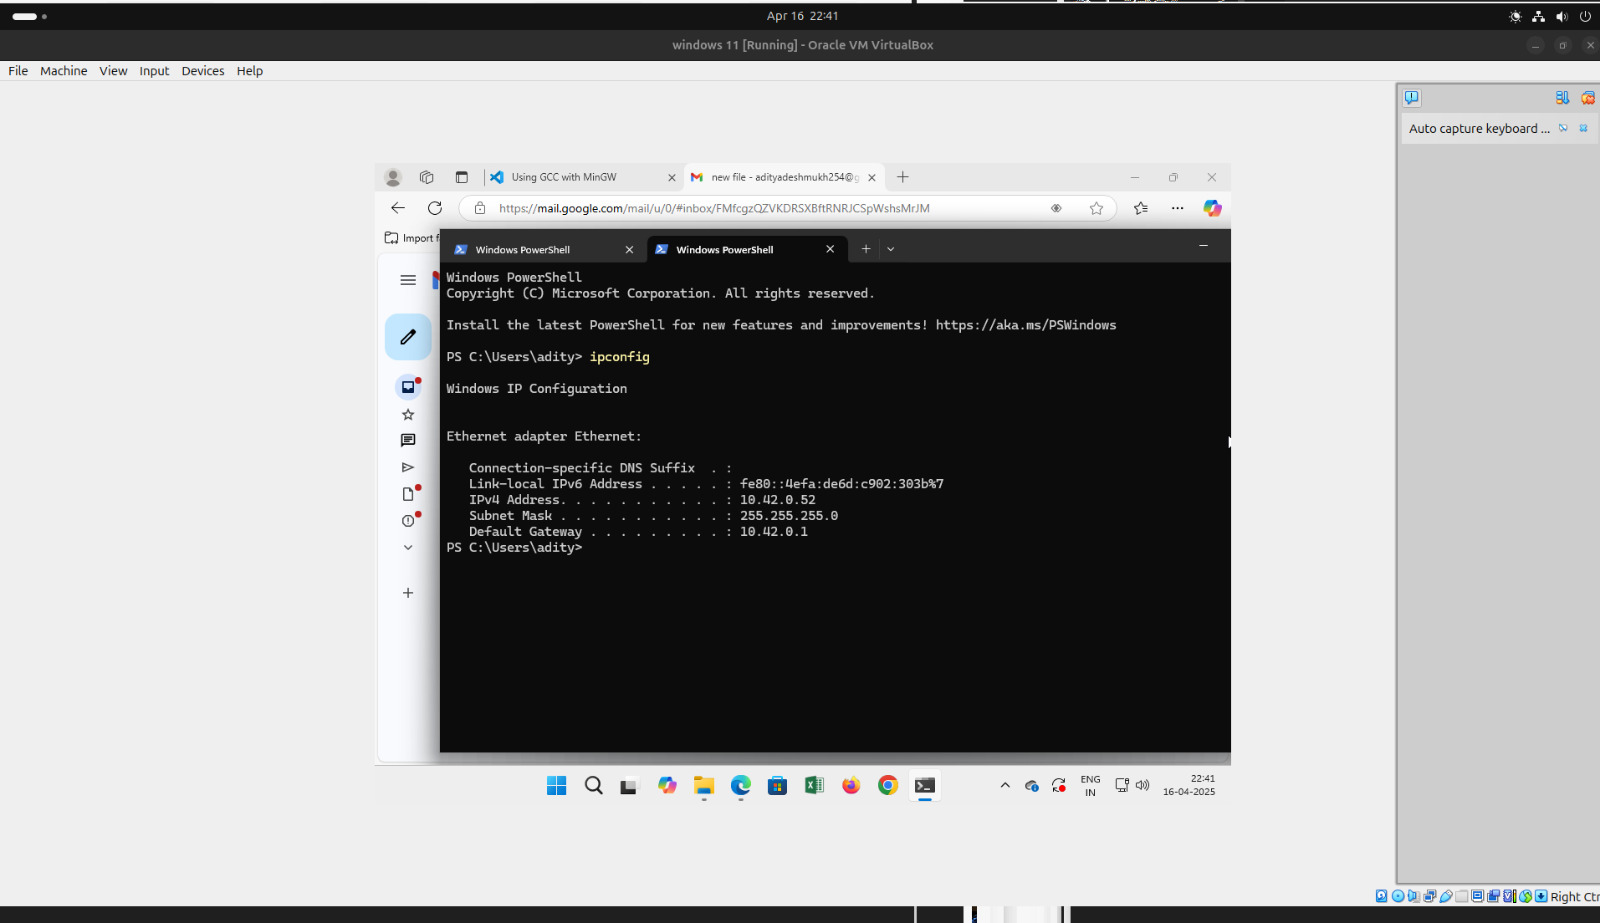 Apr 16 22:41
windows 11 [Running] - Oracle VM VirtualBox
File Machine View Input Devices Help
Auto capture keyboard ...
Using GCC with MinGW
new file - adityadeshmukh254@g
https://mail.google.com/mail/u/0/#inbox/FMfcgzQZVKDRSXBftRNRJCSpWshsMrJM
Import f
Windows PowerShell
Windows PowerShell
Windows PowerShell
Copyright (C) Microsoft Corporation. All rights reserved.
Install the latest PowerShell for new features and improvements! https://aka.ms/PSWindows
PS C:\Users\adity> ipconfig
Windows IP Configuration
Ethernet adapter Ethernet:
Connection-specific DNS Suffix . :
Link-local IPv6 Address . . . . . : fe80::4efa:de6d:c902:303b%7
IPv4 Address. . . . . . . . . . . : 10.42.0.52
Subnet Mask . . . . . . . . . . . : 255.255.255.0
Default Gateway . . . . . . . . . : 10.42.0.1
PS C:\Users\adity>
ENG
IN
22:41
16-04-2025
Right Ctr